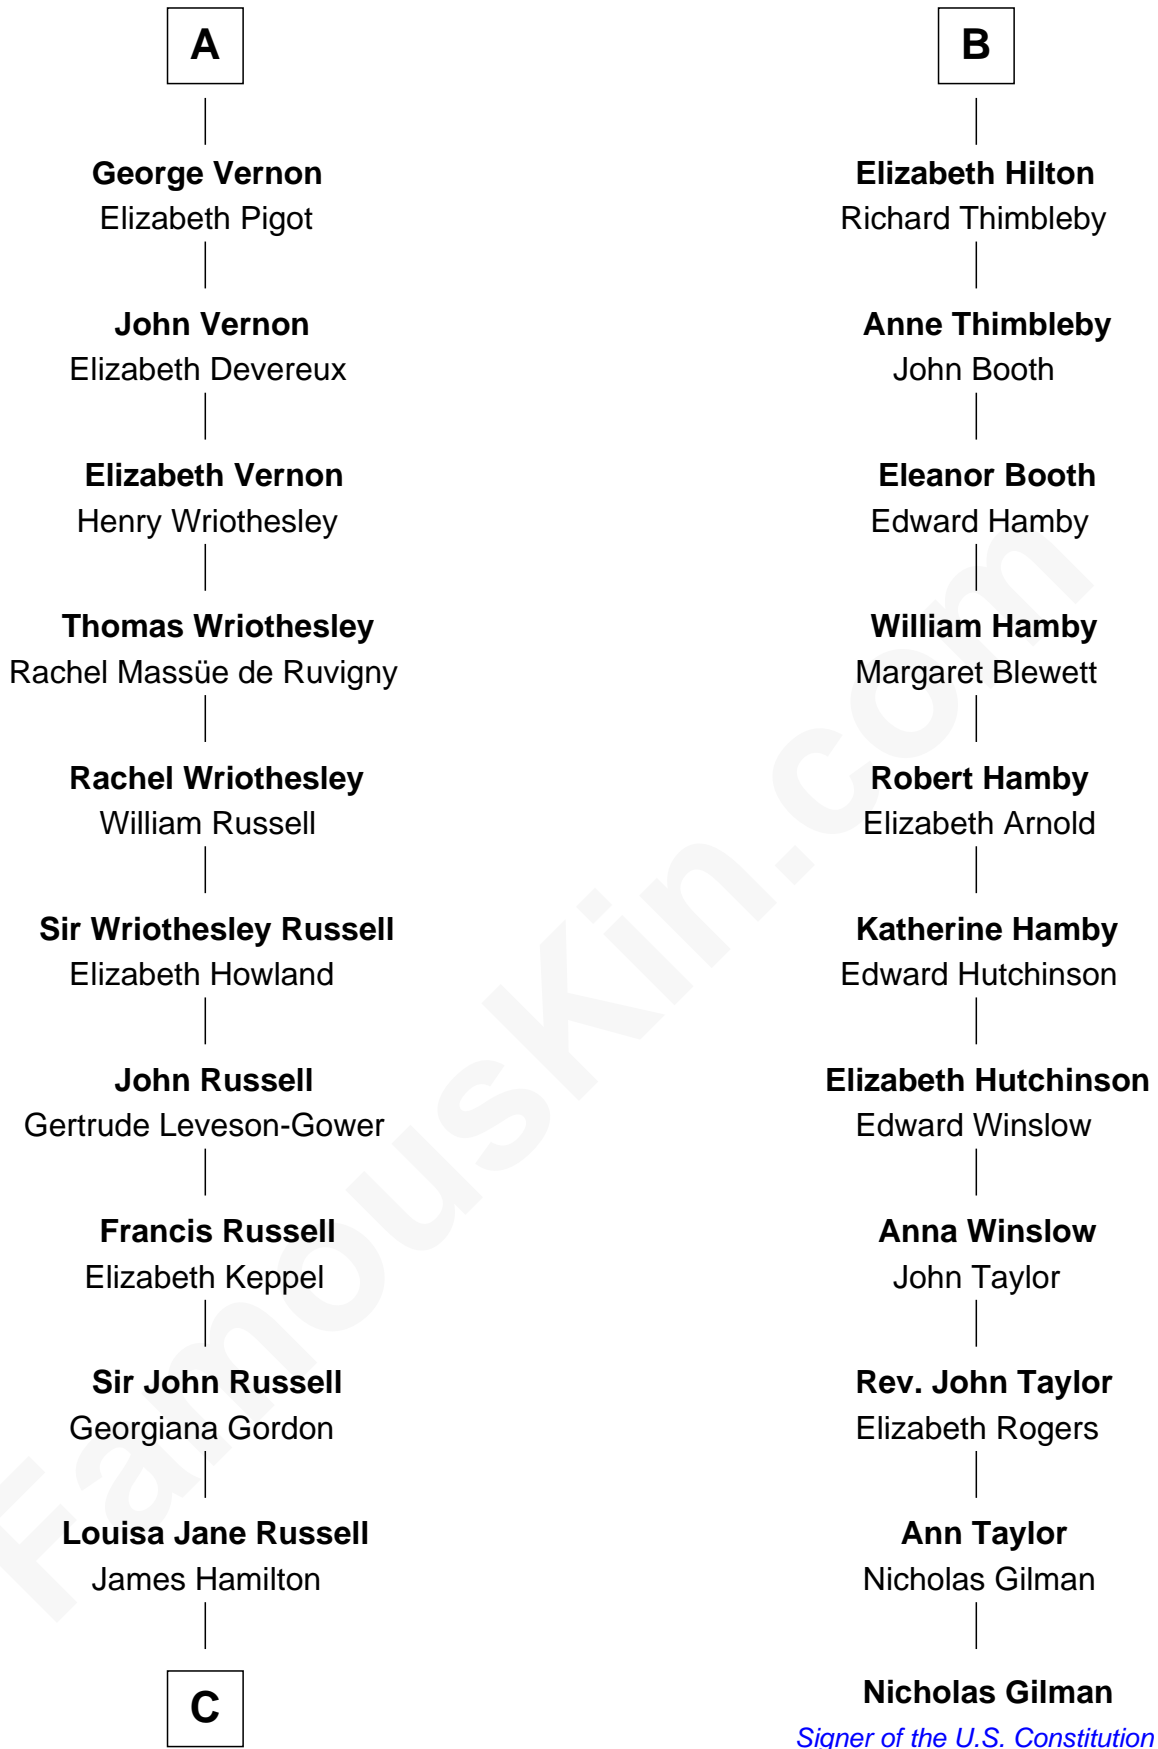 A
George Vernon
Elizabeth Pigot
John Vernon
Elizabeth Devereux
Elizabeth Vernon
Henry Wriothesley
Thomas Wriothesley
Rachel Massüe de Ruvigny
Rachel Wriothesley
William Russell
Sir Wriothesley Russell
Elizabeth Howland
John Russell
Gertrude Leveson-Gower
Francis Russell
Elizabeth Keppel
Sir John Russell
Georgiana Gordon
Louisa Jane Russell
James Hamilton
C
B
Elizabeth Hilton
Richard Thimbleby
Anne Thimbleby
John Booth
Eleanor Booth
Edward Hamby
William Hamby
Margaret Blewett
Robert Hamby
Elizabeth Arnold
Katherine Hamby
Edward Hutchinson
Elizabeth Hutchinson
Edward Winslow
Anna Winslow
John Taylor
Rev. John Taylor
Elizabeth Rogers
Ann Taylor
Nicholas Gilman
Nicholas Gilman
Signer of the U.S. Constitution
FamousKin.com